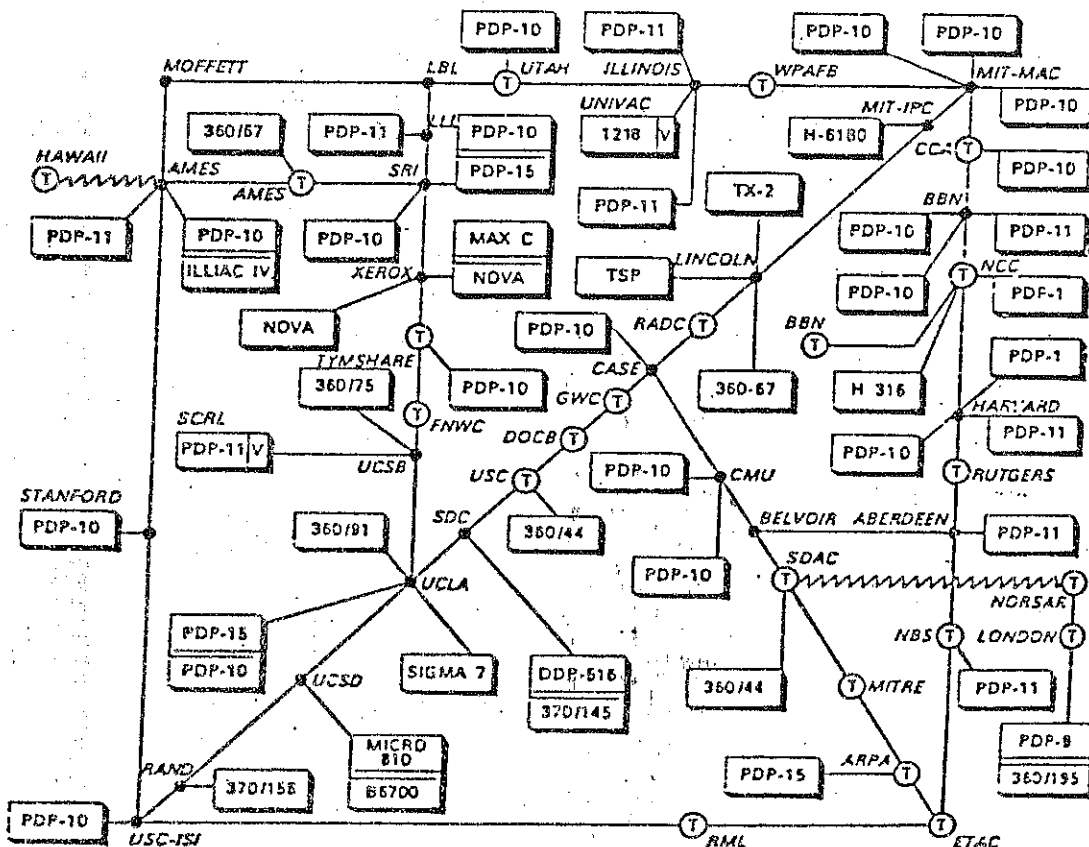 PDP-10
PDP-11
PDP-10
PDP-10
MOFFETT
LBL
T
UTAH
ILLINOIS
T
WPAFB
MIT-MAC
PDP-10
UNIVAC
MIT-IPC
360/67
PDP-11
PDP-10
1218 V
H-6180
CCA
T
HAWAII
T
AMES
PDP-15
PDP-10
AMES
T
SRI
TX-2
BBN
PDP-11
PDP-10
PDP-10
MAX C
PDP-11
PDP-10
PDP-11
ILLIAC IV
XEROX
NOVA
TSP
LINCOLN
PDP-10
T
NCC
PDP-1
NOVA
PDP-10
RADC
T
BBN
T
T
TYMSHARE
PDP-1
CASE
360/75
PDP-10
360-67
H 316
GWC
T
HARVARD
SCRL
T
FNWC
PDP-11 V
DOCB
T
PDP-10
PDP-11
UCSB
USC
T
PDP-10
CMU
T
RUTGERS
STANFORD
PDP-10
360/91
SDC
360/44
BELVOIR
ABERDEEN
PDP-11
SDAC
PDP-10
UCLA
T
T
NORSAR
PDP-15
NBS
T
LONDON
T
PDP-10
SIGMA 7
DDP-516
UCSD
360/44
T
MITRE
PDP-11
370/145
MICRO
PDP-9
810
RAND
ARPA
370/158
B6700
PDP-15
T
360/195
PDP-10
USC-ISI
T
RML
T
ETAC